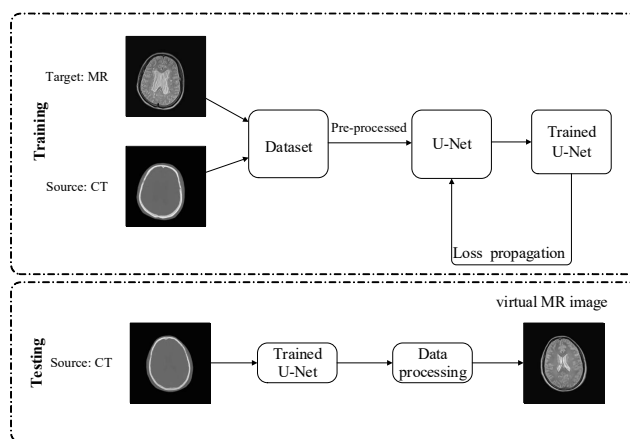 Training
Target: MR
Source: CT
Dataset
Pre-processed
U-Net
Trained
U-Net
Loss propagation
Testing
virtual MR image
Source: CT
Trained
U-Net
Data
processing